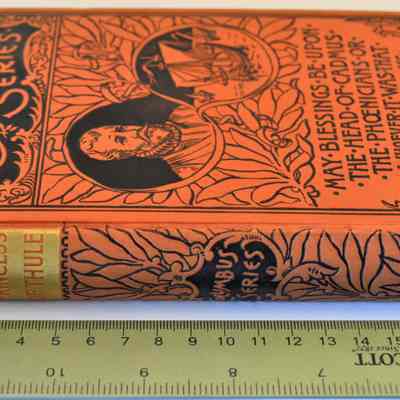 SERIES
MAY·BLESSINGS·BE·UPON
THE·HEAD·OF·CADMUS
THE·PHOENICIANS·OR
WHOEVER·IT·WAS·THAT
THULE
UMBUS
SERIES
4 5 6 7 8 9 10 11 12 13 14 15
10 9 8 7
COTT